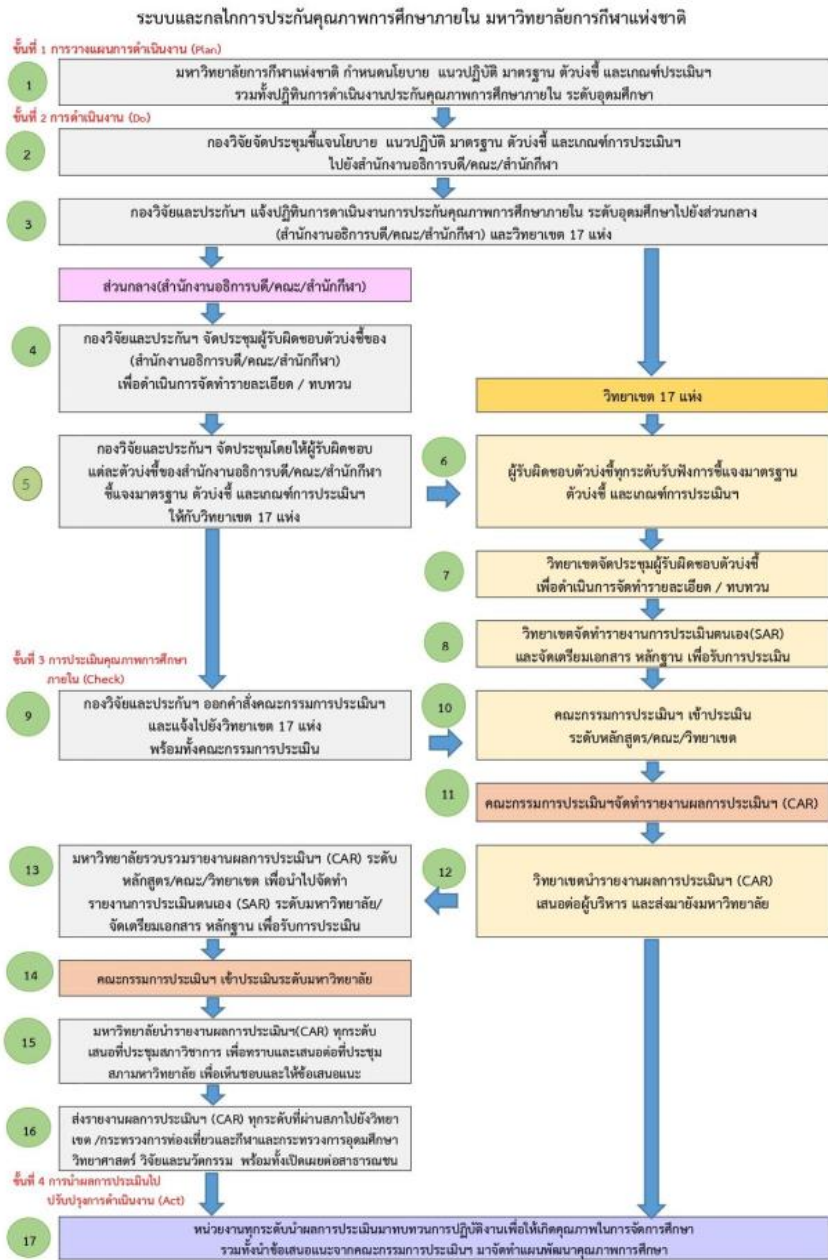 ระบบและกลไกการประกันคุณภาพการศึกษาภายใน มหาวิทยาลัยการกีฬาแห่งชาติ
ขั้นที่ 1 การวางแผนการดำเนินงาน (Plan)
1
มหาวิทยาลัยการกีฬาแห่งชาติ กำหนดนโยบาย แนวปฏิบัติ มาตรฐาน ตัวบ่งชี้ และเกณฑ์ประเมินฯ
รวมทั้งปฏิทินการดำเนินงานประกันคุณภาพการศึกษาภายใน ระดับอุดมศึกษา
ขั้นที่ 2 การดำเนินงาน (Do)
2
กองวิจัยจัดประชุมชี้แจงนโยบาย แนวปฏิบัติ มาตรฐาน ตัวบ่งชี้ และเกณฑ์การประเมินฯ
ไปยังสำนักงานอธิการบดี/คณะ/สำนักกีฬา
3
กองวิจัยและประกันฯ แจ้งปฏิทินการดาเนินงานการประกันคุณภาพการศึกษาภายใน ระดับอุดมศึกษาไปยังส่วนกลาง
(สำนักงานอธิการบดี/คณะ/สำนักกีฬา) และวิทยาเขต 17 แห่ง
ส่วนกลาง(สำนักงานอธิการบดี/คณะ/สำนักกีฬา)
4
กองวิจัยและประกันฯ จัดประชุมผู้รับผิดชอบตัวบ่งชี้ของ
(สำนักงานอธิการบดี/คณะ/สำนักกีฬา)
เพื่อดำเนินการจัดทำรายละเอียด / ทบทวน
วิทยาเขต 17 แห่ง
5
กองวิจัยและประกันฯ จัดประชุมโดยให้ผู้รับผิดชอบ
แต่ละตัวบ่งชี้ของสำนักงานอธิการบดี/คณะ/สำนักกีฬา
ชี้แจงมาตรฐาน ตัวบ่งชี้ และเกณฑ์การประเมินฯ
ให้กับวิทยาเขต 17 แห่ง
6
ผู้รับผิดชอบตัวบ่งชี้ทุกระดับรับฟังการชี้แจงมาตรฐาน
ตัวบ่งชี้ และเกณฑ์การประเมินฯ
7
วิทยาเขตจัดประชุมผู้รับผิดชอบตัวบ่งชี้
เพื่อดำเนินการจัดทำรายละเอียด / ทบทวน
8
วิทยาเขตจัดทำรายงานการประเมินตนเอง(SAR)
และจัดเตรียมเอกสาร หลักฐาน เพื่อรับการประเมิน
ขั้นที่ 3 การประเมินคุณภาพการศึกษา
ภายใน (Check)
9
กองวิจัยและประกันฯ ออกคำสั่งคณะกรรมการประเมินฯ
และแจ้งไปยังวิทยาเขต 17 แห่ง
พร้อมทั้งคณะกรรมการประเมิน
10
คณะกรรมการประเมินฯ เข้าประเมิน
ระดับหลักสูตร/คณะ/วิทยาเขต
11
คณะกรรมการประเมินฯจัดทำรายงานผลการประเมินฯ (CAR)
12
วิทยาเขตนำรายงานผลการประเมินฯ (CAR)
เสนอต่อผู้บริหาร และส่งมายังมหาวิทยาลัย
13
มหาวิทยาลัยรวบรวมรายงานผลการประเมินฯ (CAR) ระดับ
หลักสูตร/คณะ/วิทยาเขต เพื่อนำไปจัดทำ
รายงานการประเมินตนเอง (SAR) ระดับมหาวิทยาลัย/
จัดเตรียมเอกสาร หลักฐาน เพื่อรับการประเมิน
14
คณะกรรมการประเมินฯ เข้าประเมินระดับมหาวิทยาลัย
15
มหาวิทยาลัยนำรายงานผลการประเมินฯ(CAR) ทุกระดับ
เสนอที่ประชุมสภาวิชาการ เพื่อทราบและเสนอต่อที่ประชุม
สภามหาวิทยาลัย เพื่อเห็นชอบและให้ข้อเสนอแนะ
16
ส่งรายงานผลการประเมินฯ (CAR) ทุกระดับที่ผ่านสภาไปยังวิทยา
เขต /กระทรวงการท่องเที่ยวและกีฬาและกระทรวงการอุดมศึกษา
วิทยาศาสตร์ วิจัยและนวัตกรรม พร้อมทั้งเปิดเผยต่อสาธารณชน
ขั้นที่ 4 การนำผลการประเมินไป
ปรับปรุงการดำเนินงาน (Act)
17
หน่วยงานทุกระดับนำผลการประเมินมาทบทวนการปฏิบัติงานเพื่อให้เกิดคุณภาพในการจัดการศึกษา
รวมทั้งนำข้อเสนอแนะจากคณะกรรมการประเมินฯ มาจัดทำแผนพัฒนาคุณภาพการศึกษา